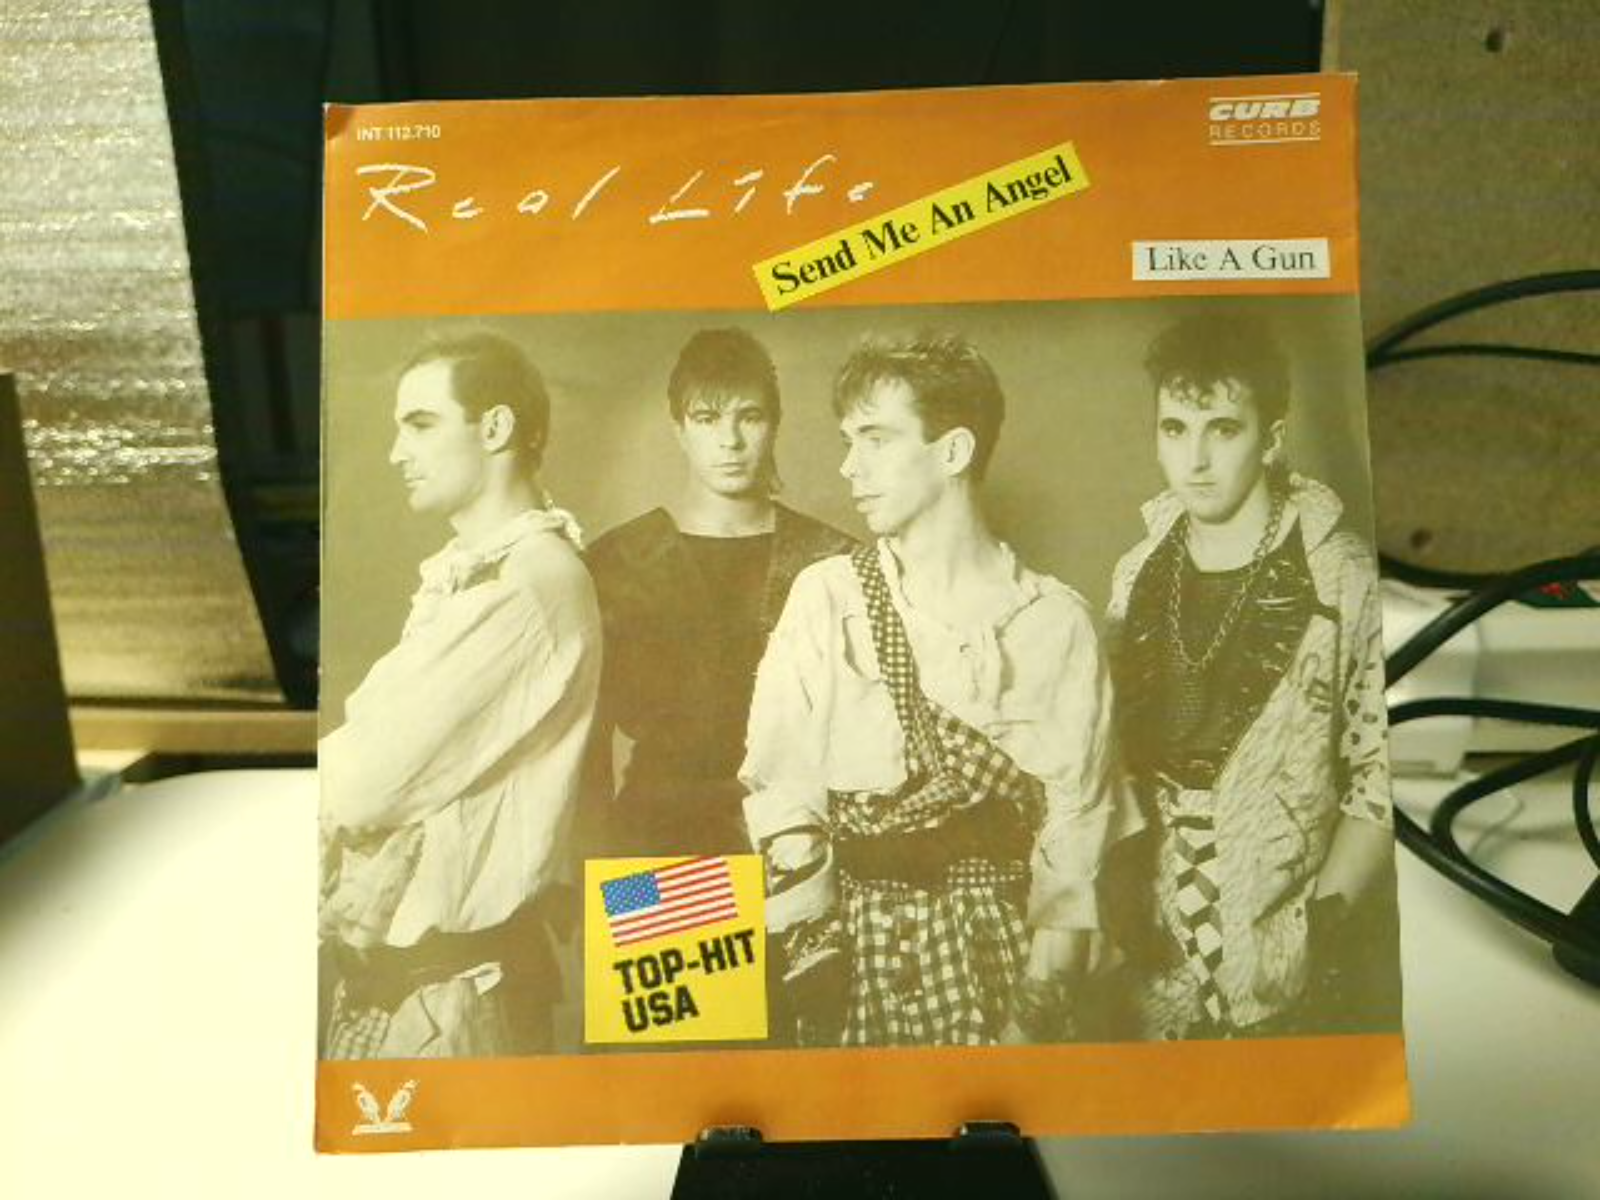 INT 112.710
CURB
RECORDS
Real Life
Send Me An Angel
Like A Gun
TOP-HIT
USA